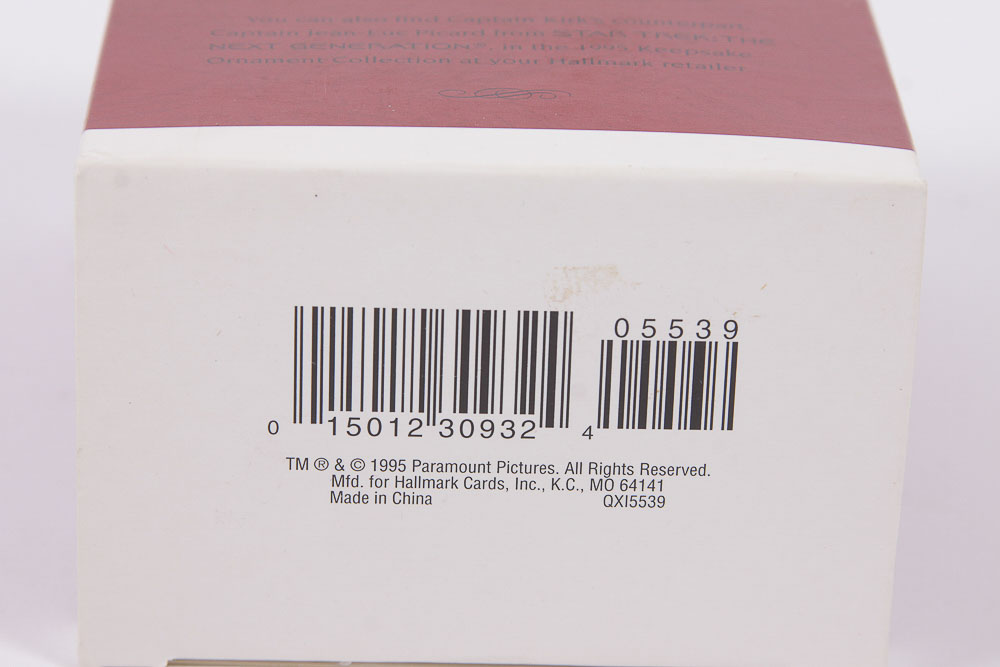 You can also find Captain Kirk's counterpart
Captain Jean-Luc Picard from STAR TREK: THE
NEXT GENERATION®, in the 1995 Keepsake
Ornament Collection at your Hallmark retailer
05539
0 15012 30932 4
TM ® & © 1995 Paramount Pictures. All Rights Reserved.
Mfd. for Hallmark Cards, Inc., K.C., MO 64141
Made in China QXI5539